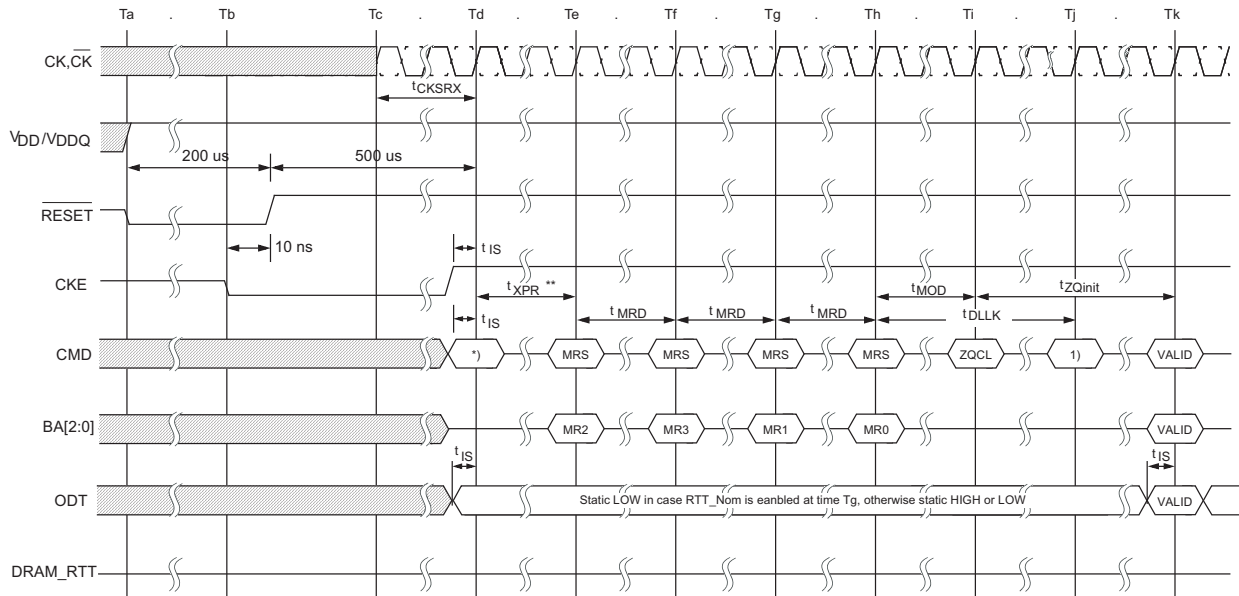 Ta . Tb Tc . Td . Te . Tf . Tg . Th . Ti . Tj . Tk .
CK,C̅K̅
tCKSRX
VDD/VDDQ
200 us 500 us
R̅E̅S̅E̅T̅
10 ns tIS
CKE
tXPR ** tMOD tZQinit
tIS tMRD tMRD tMRD tDLLK
CMD *) MRS MRS MRS MRS ZQCL 1) VALID
BA[2:0] MR2 MR3 MR1 MR0 VALID
tIS tIS
ODT Static LOW in case RTT_Nom is eanbled at time Tg, otherwise static HIGH or LOW VALID
DRAM_RTT